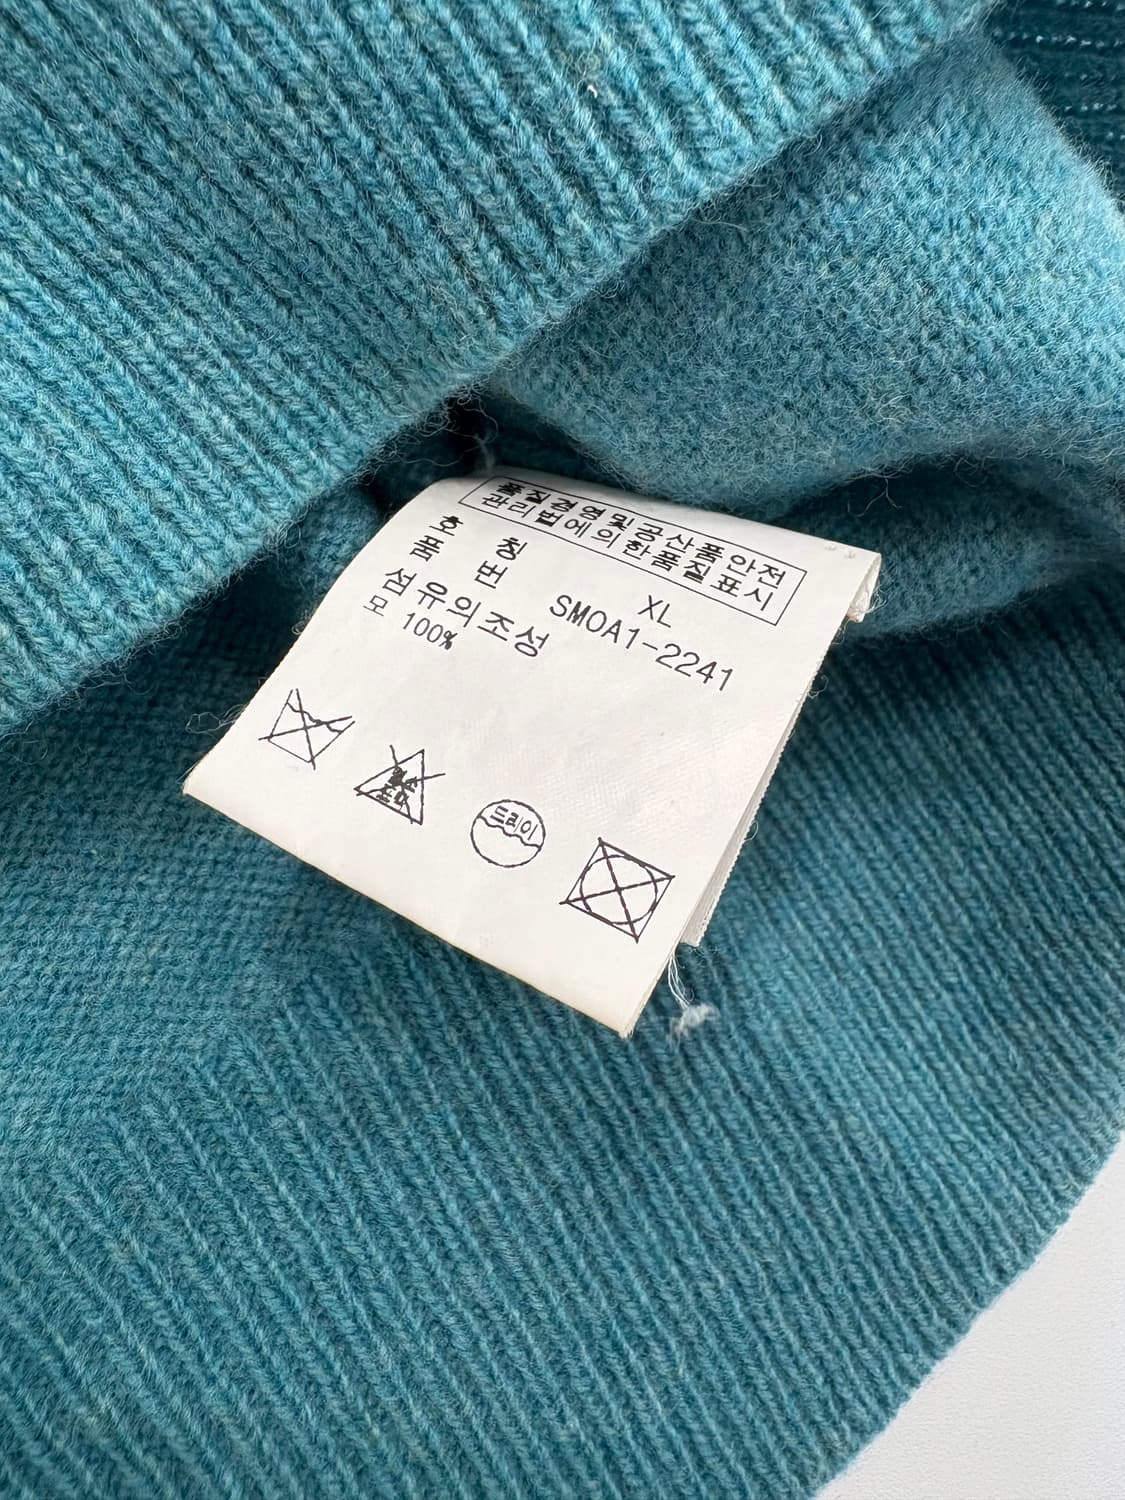 품질경영및공산품안전
관리법에의한품질표시
호 칭 XL
품 번 SMOA1-2241
섬유의조성
모 100%
드라이